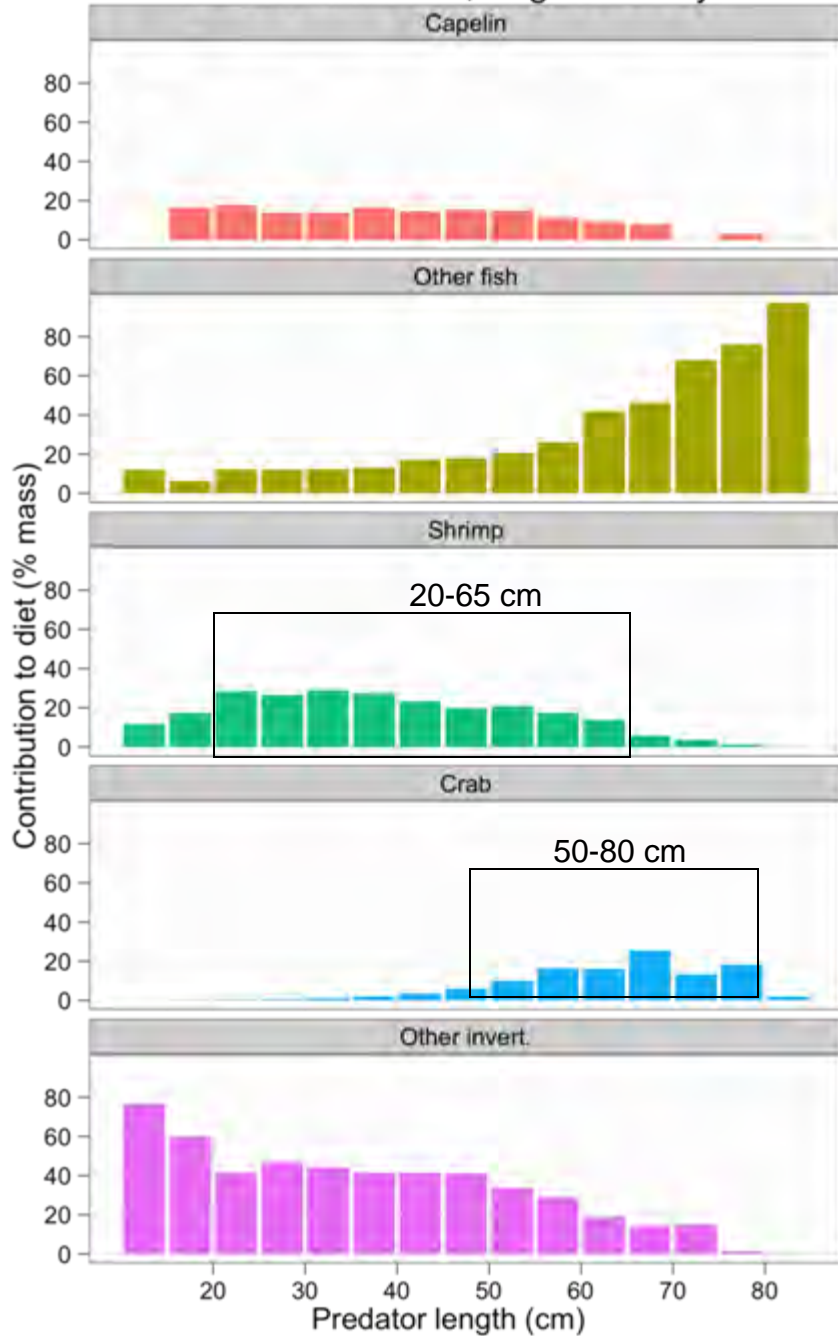 Capelin
80
60
40
20
0
Other fish
80
60
40
20
0
Shrimp
20-65 cm
80
60
40
20
0
Crab
50-80 cm
80
60
40
20
0
Other invert.
80
60
40
20
0
Contribution to diet (% mass)
20 30 40 50 60 70 80
Predator length (cm)